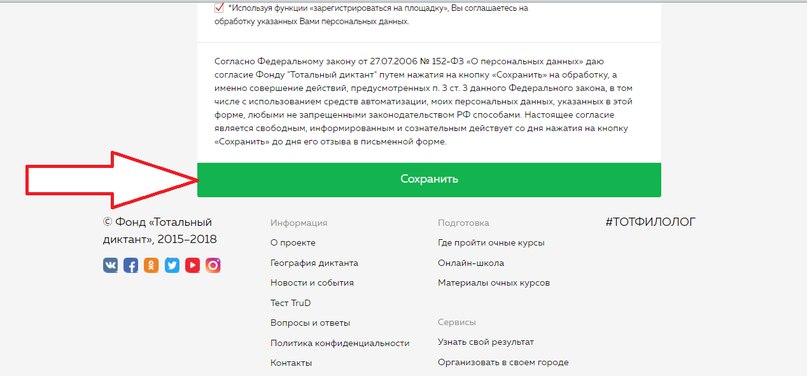 *Используя функции «зарегистрироваться на площадку», Вы соглашаетесь на
обработку указанных Вами персональных данных.
Согласно Федеральному закону от 27.07.2006 № 152-ФЗ «О персональных данных» даю
согласие Фонду "Тотальный диктант" путем нажатия на кнопку «Сохранить» на обработку, а
именно совершение действий, предусмотренных п. 3 ст. 3 данного Федерального закона, в том
числе с использованием средств автоматизации, моих персональных данных, указанных в этой
форме, любыми не запрещенными законодательством РФ способами. Настоящее согласие
является свободным, информированным и сознательным действует со дня нажатия на кнопку
«Сохранить» до дня его отзыва в письменной форме.
Сохранить
© Фонд «Тотальный
диктант», 2015–2018
Информация
О проекте
География диктанта
Новости и события
Тест TruD
Вопросы и ответы
Политика конфиденциальности
Контакты
Подготовка
Где пройти очные курсы
Онлайн-школа
Материалы очных курсов
Сервисы
Узнать свой результат
Организовать в своем городе
#ТОТФИЛОЛОГ